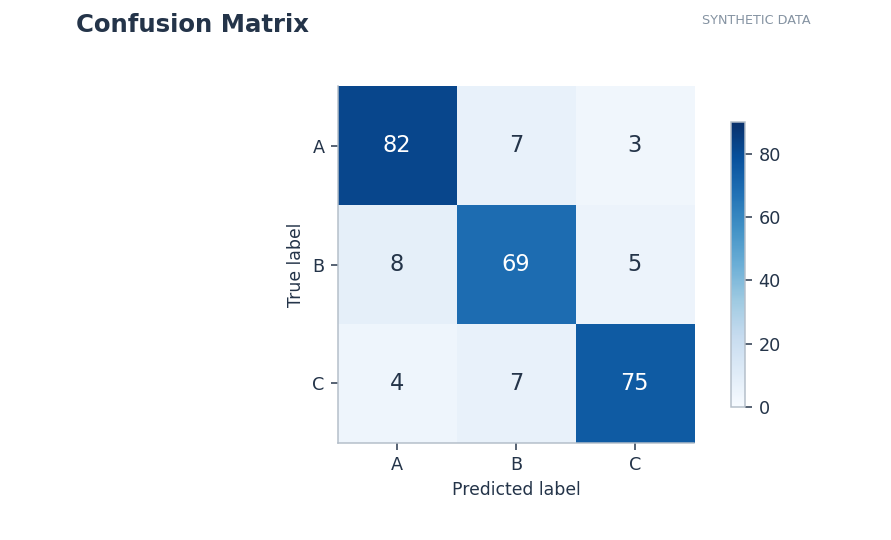 Confusion Matrix
SYNTHETIC DATA
True label
A 82 7 3
B 8 69 5
C 4 7 75
A B C
Predicted label
80
60
40
20
0